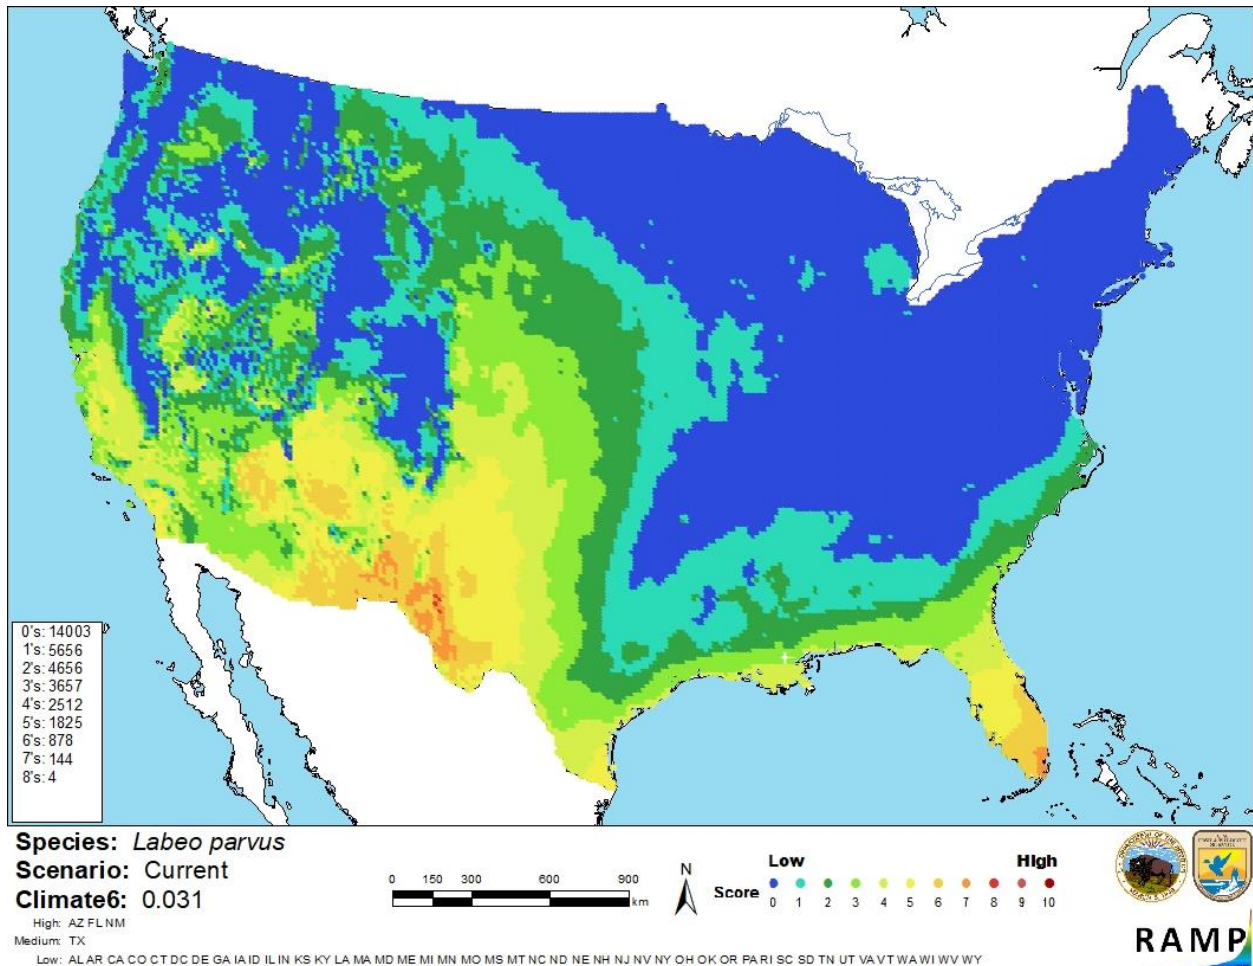 0's: 14003
1's: 5656
2's: 4656
3's: 3657
4's: 2512
5's: 1825
6's: 878
7's: 144
8's: 4
Species: Labeo parvus
Scenario: Current
Climate6: 0.031
High: AZ FL NM
Medium: TX
Low: AL AR CA CO CT DC DE GA IA ID IL IN KS KY LA MA MD ME MI MN MO MS MT NC ND NE NH NJ NV NY OH OK OR PA RI SC SD TN UT VA VT WA WI WV WY
0 150 300 600 900
km
N
Low High
Score 0 1 2 3 4 5 6 7 8 9 10
RAMP